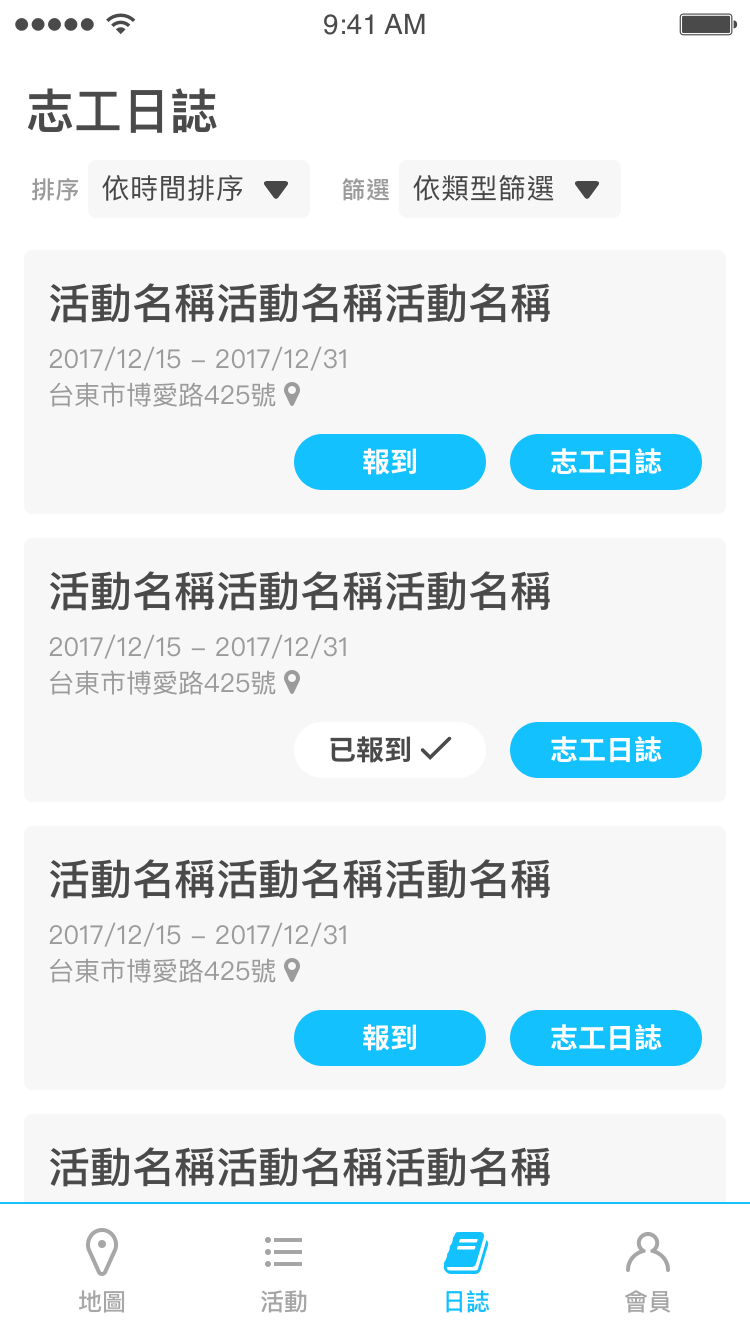 9:41 AM
志工日誌
排序 依時間排序 篩選 依類型篩選
活動名稱活動名稱活動名稱
2017/12/15 – 2017/12/31
台東市博愛路425號
報到 志工日誌
活動名稱活動名稱活動名稱
2017/12/15 – 2017/12/31
台東市博愛路425號
已報到 志工日誌
活動名稱活動名稱活動名稱
2017/12/15 – 2017/12/31
台東市博愛路425號
報到 志工日誌
活動名稱活動名稱活動名稱
地圖 活動 日誌 會員